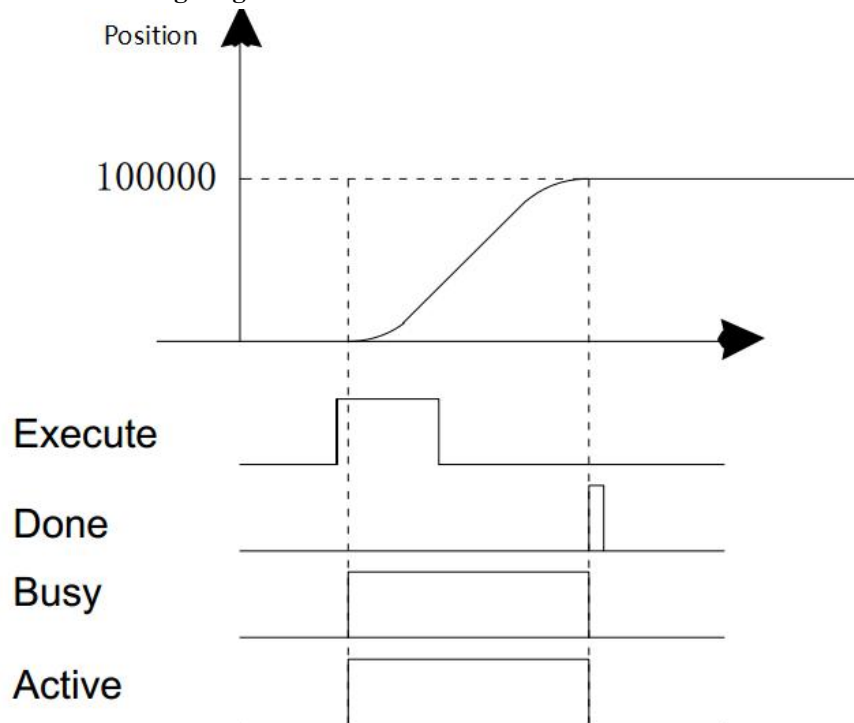 Position
100000
Execute
Done
Busy
Active